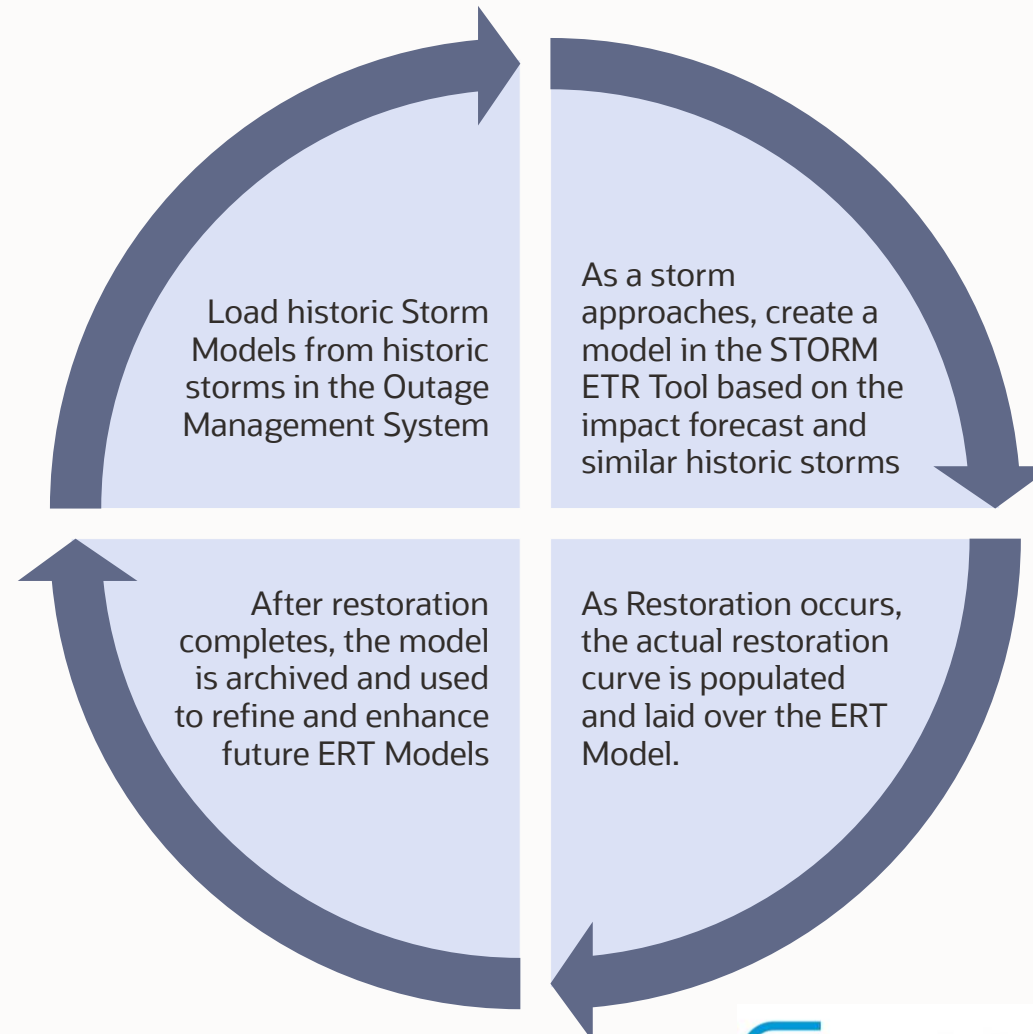 Load historic Storm
Models from historic
storms in the Outage
Management System
As a storm
approaches, create a
model in the STORM
ETR Tool based on the
impact forecast and
similar historic storms
After restoration
completes, the model
is archived and used
to refine and enhance
future ERT Models
As Restoration occurs,
the actual restoration
curve is populated
and laid over the ERT
Model.